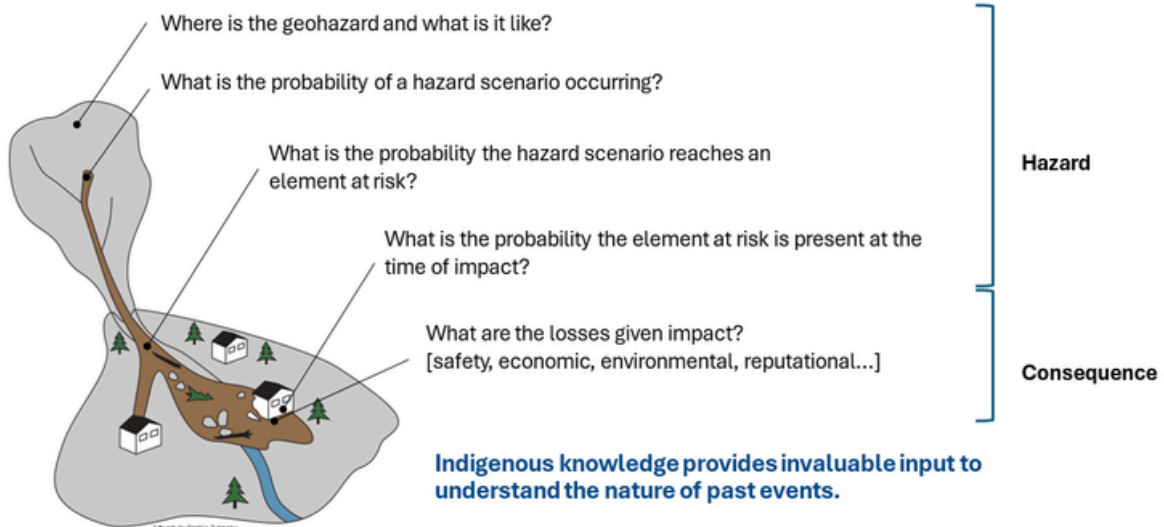 Where is the geohazard and what is it like?
What is the probability of a hazard scenario occurring?
What is the probability the hazard scenario reaches an
element at risk?
Hazard
What is the probability the element at risk is present at the
time of impact?
What are the losses given impact?
[safety, economic, environmental, reputational...]
Consequence
Indigenous knowledge provides invaluable input to
understand the nature of past events.